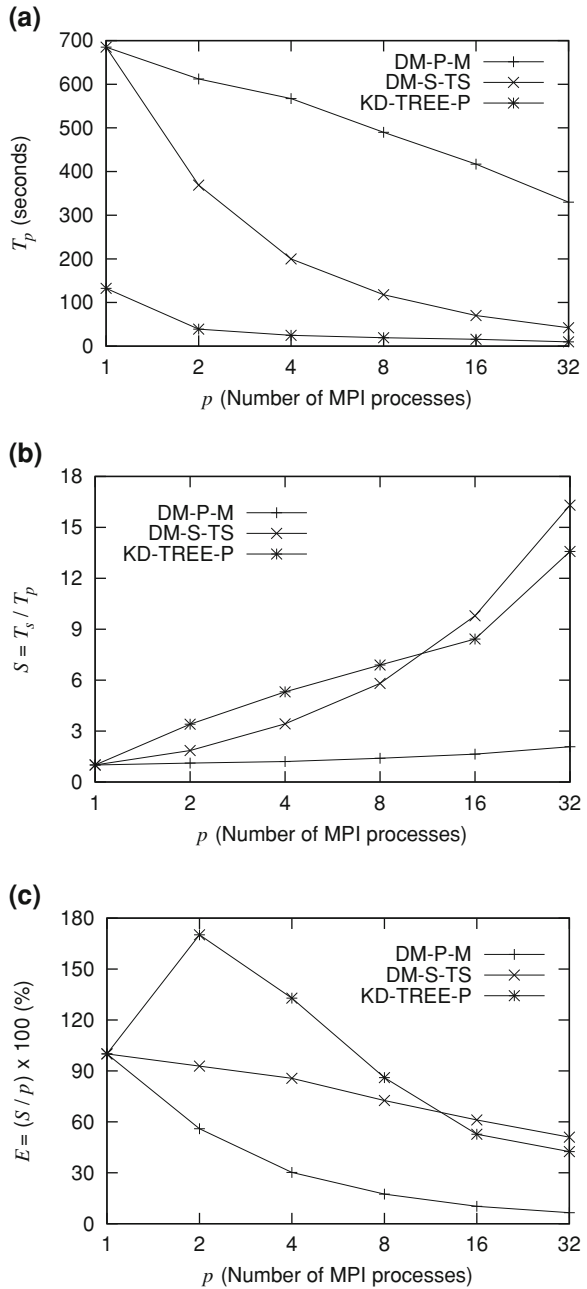 (a)
700
600
500
400
300
200
100
0
T_p (seconds)
DM-P-M
DM-S-TS
KD-TREE-P
1 2 4 8 16 32
p (Number of MPI processes)
(b)
18
15
12
9
6
3
0
S = T_s / T_p
DM-P-M
DM-S-TS
KD-TREE-P
1 2 4 8 16 32
p (Number of MPI processes)
(c)
180
150
120
90
60
30
0
E = (S / p) x 100 (%)
DM-P-M
DM-S-TS
KD-TREE-P
1 2 4 8 16 32
p (Number of MPI processes)